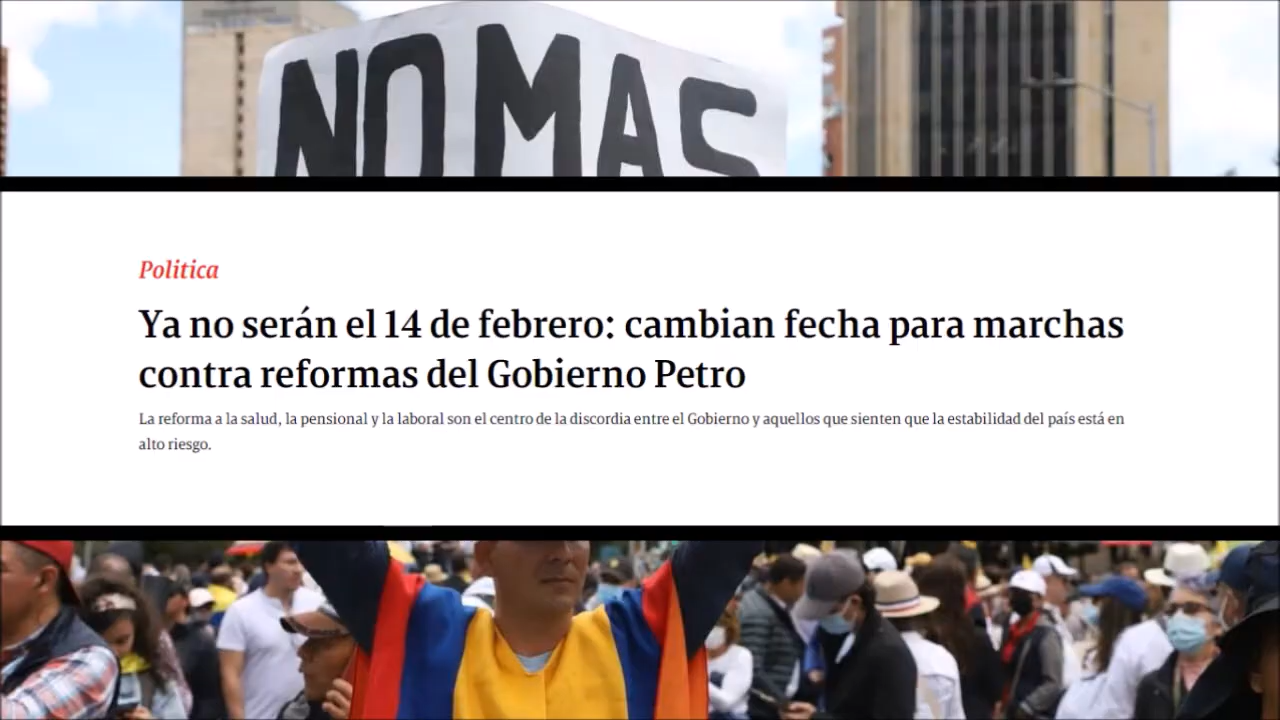 NO MAS
Politica
Ya no serán el 14 de febrero: cambian fecha para marchas
contra reformas del Gobierno Petro
La reforma a la salud, la pensional y la laboral son el centro de la discordia entre el Gobierno y aquellos que sienten que la estabilidad del país está en
alto riesgo.